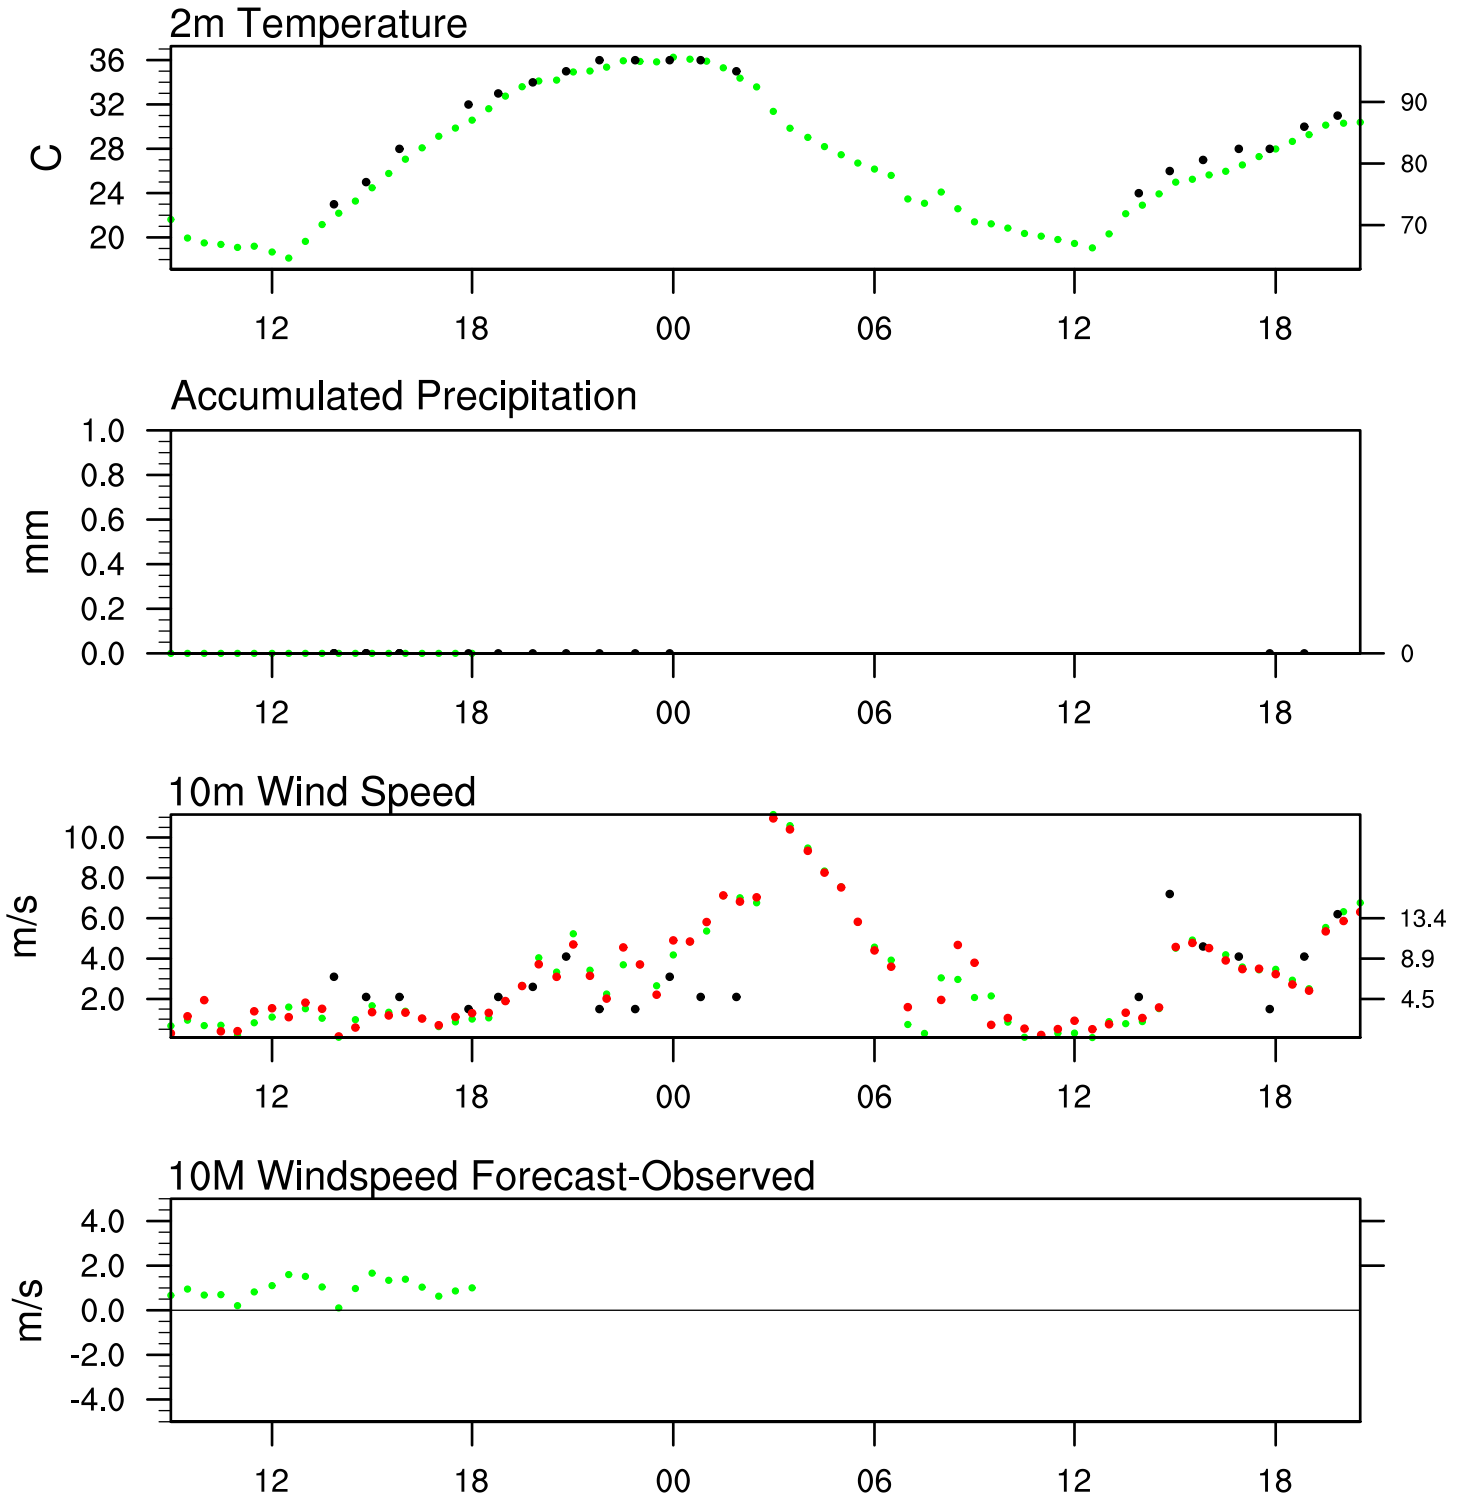 2m Temperature
36
32
28
24
20
C
90
80
70
12 18 00 06 12 18
Accumulated Precipitation
1.0
0.8
0.6
0.4
0.2
0.0
mm
0
12 18 00 06 12 18
10m Wind Speed
10.0
8.0
6.0
4.0
2.0
m/s
13.4
8.9
4.5
12 18 00 06 12 18
10M Windspeed Forecast-Observed
4.0
2.0
0.0
-2.0
-4.0
m/s
12 18 00 06 12 18